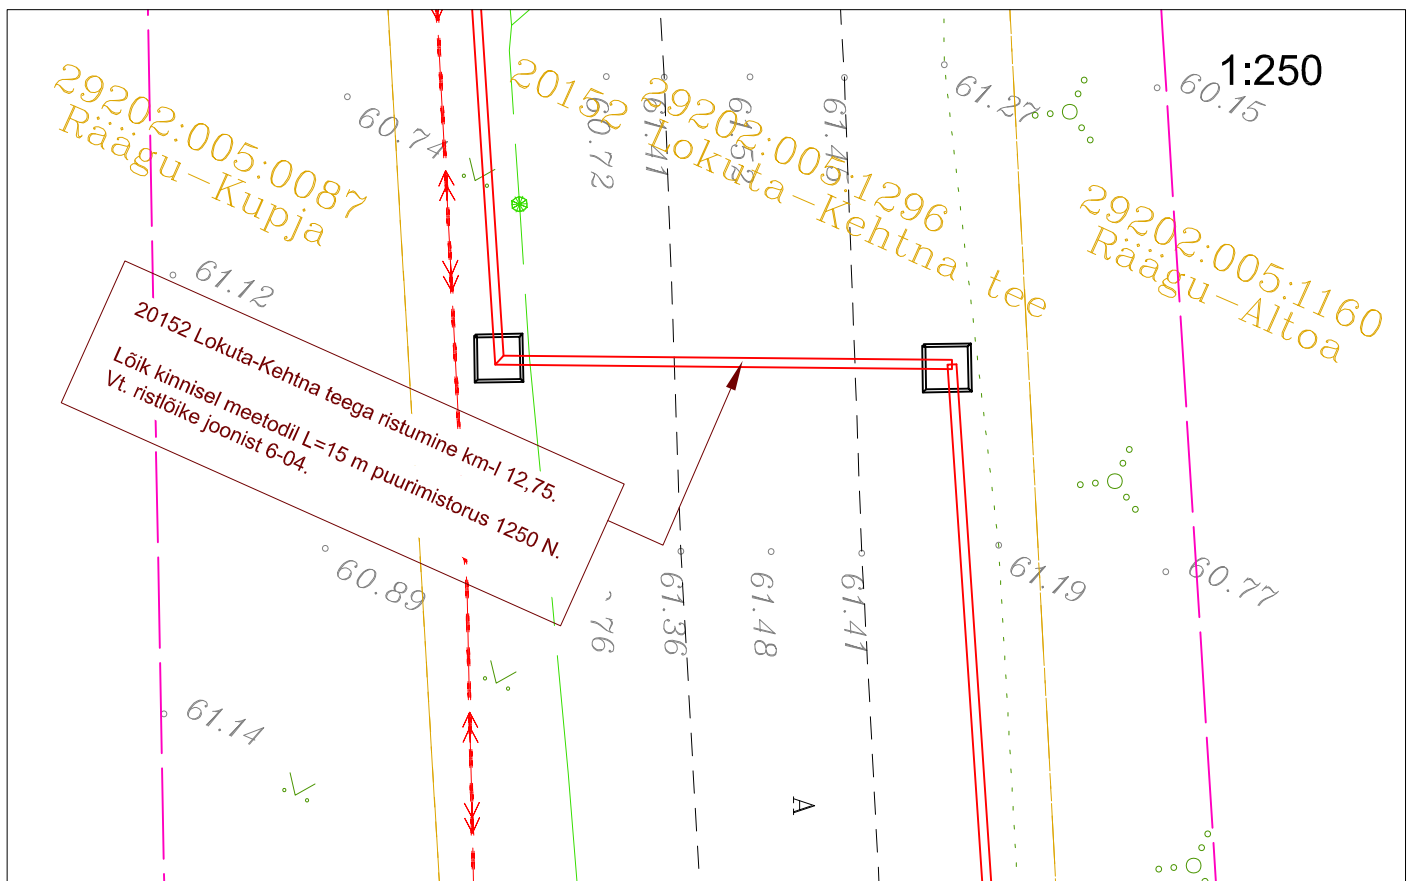 1:250
29202:005:0087
Räägu-Kupja
60.74
20152 Lokuta-Kehtna tee
29202:005:1296
60.72
61.41
61.52
61.27
60.15
29202:005:1160
Räägu-Altoa
61.12
20152 Lokuta-Kehtna teega ristumine km-l 12,75.
Lõik kinnisel meetodil L=15 m puurimistorus 1250 N.
Vt. ristlõike joonist 6-04.
60.89
61.36
61.48
61.41
61.19
60.77
61.14
A